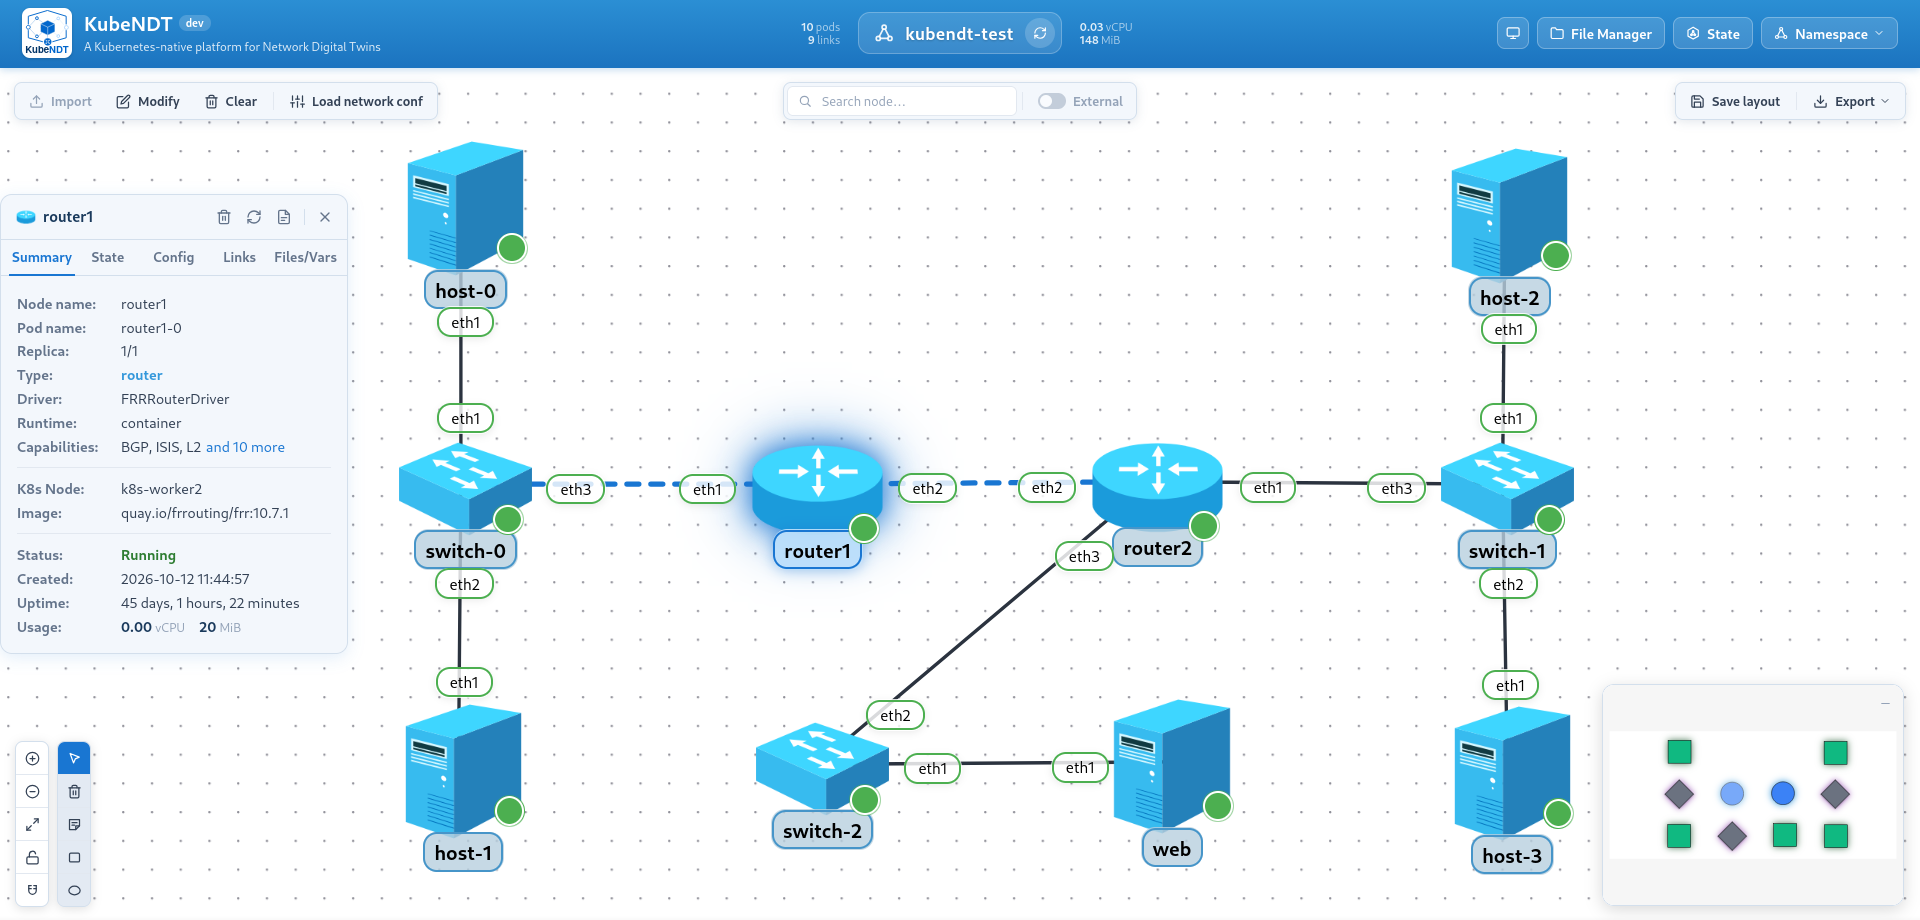 KubeNDT
KubeNDT dev
A Kubernetes-native platform for Network Digital Twins
10 pods
9 links
kubendt-test
0.03 vCPU
148 MiB
File Manager
State
Namespace
Import
Modify
Clear
Load network conf
Search node...
External
Save layout
Export
router1
Summary
State
Config
Links
Files/Vars
Node name: router1
Pod name: router1-0
Replica: 1/1
Type: router
Driver: FRRRouterDriver
Runtime: container
Capabilities: BGP, ISIS, L2 and 10 more
K8s Node: k8s-worker2
Image: quay.io/frrouting/frr:10.7.1
Status: Running
Created: 2026-10-12 11:44:57
Uptime: 45 days, 1 hours, 22 minutes
Usage: 0.00 vCPU 20 MiB
host-0
eth1
eth1
switch-0
eth3
eth2
eth1
host-1
eth1
router1
eth2
eth2
router2
eth1
eth3
eth3
eth2
switch-2
eth1
eth1
web
host-2
eth1
eth1
switch-1
eth2
eth1
host-3